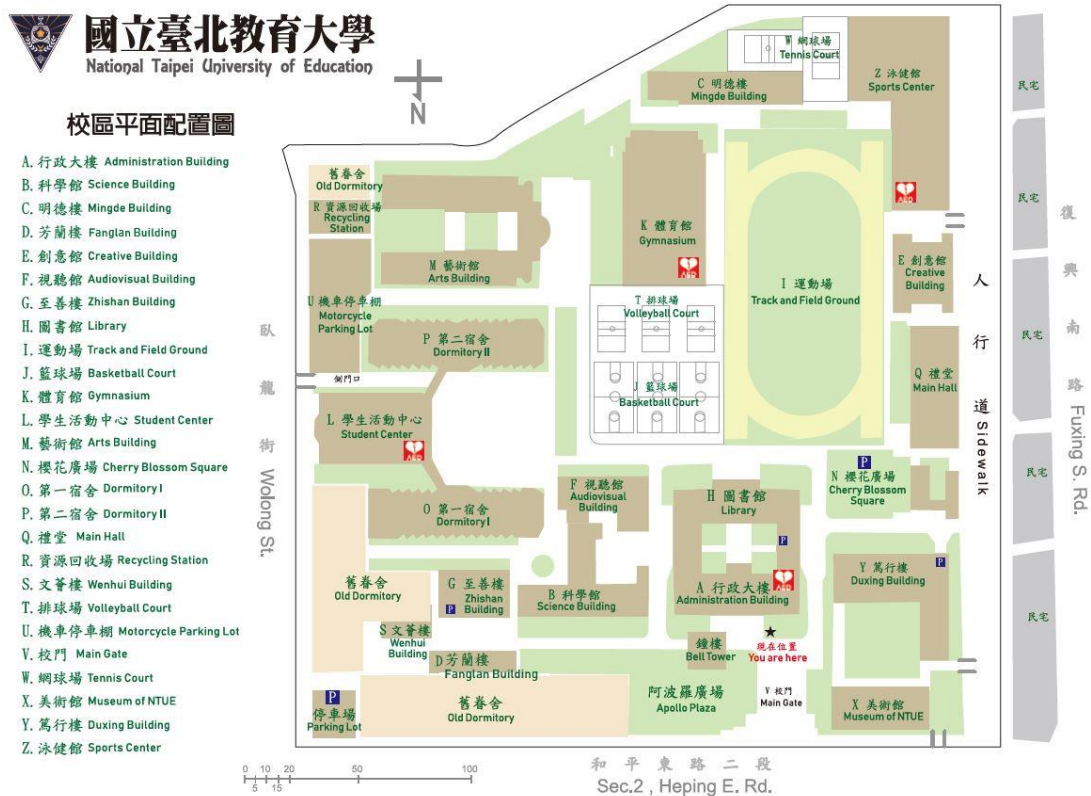 國立臺北教育大學
National Taipei University of Education
N
校區平面配置圖
A. 行政大樓 Administration Building
B. 科學館 Science Building
C. 明德樓 Mingde Building
D. 芳蘭樓 Fanglan Building
E. 創意館 Creative Building
F. 視聽館 Audiovisual Building
G. 至善樓 Zhishan Building
H. 圖書館 Library
I. 運動場 Track and Field Ground
J. 籃球場 Basketball Court
K. 體育館 Gymnasium
L. 學生活動中心 Student Center
M. 藝術館 Arts Building
N. 櫻花廣場 Cherry Blossom Square
O. 第一宿舍 Dormitory I
P. 第二宿舍 Dormitory II
Q. 禮堂 Main Hall
R. 資源回收場 Recycling Station
S. 文薈樓 Wenhui Building
T. 排球場 Volleyball Court
U. 機車停車棚 Motorcycle Parking Lot
V. 校門 Main Gate
W. 網球場 Tennis Court
X. 美術館 Museum of NTUE
Y. 篤行樓 Duxing Building
Z. 泳健館 Sports Center
W 網球場
Tennis Court
Z 泳健館
Sports Center
C 明德樓
Mingde Building
民宅
舊眷舍
Old Dormitory
R 資源回收場
Recycling
Station
K 體育館
Gymnasium
AED
民宅
M 藝術館
Arts Building
AED
E 創意館
Creative
Building
U 機車停車棚
Motorcycle
Parking Lot
T 排球場
Volleyball Court
I 運動場
Track and Field Ground
人行道 Sidewalk
民宅
復興南路 Fuxing S. Rd.
臥龍街 Wolong St.
P 第二宿舍
Dormitory II
側門口
J 籃球場
Basketball Court
Q 禮堂
Main Hall
L 學生活動中心
Student Center
AED
P
N 櫻花廣場
Cherry Blossom
Square
民宅
F 視聽館
Audiovisual
Building
H 圖書館
Library
O 第一宿舍
Dormitory I
P
舊眷舍
Old Dormitory
G 至善樓
Zhishan
Building
P
B 科學館
Science Building
A 行政大樓
Administration Building
AED
Y 篤行樓
Duxing Building
P
民宅
S 文薈樓
Wenhui
Building
鐘樓
Bell Tower
★
現在位置
You are here
D 芳蘭樓
Fanglan Building
P
停車場
Parking Lot
舊眷舍
Old Dormitory
阿波羅廣場
Apollo Plaza
V 校門
Main Gate
X 美術館
Museum of NTUE
0 10 20 50 100
5 15
和平東路二段
Sec.2 , Heping E. Rd.